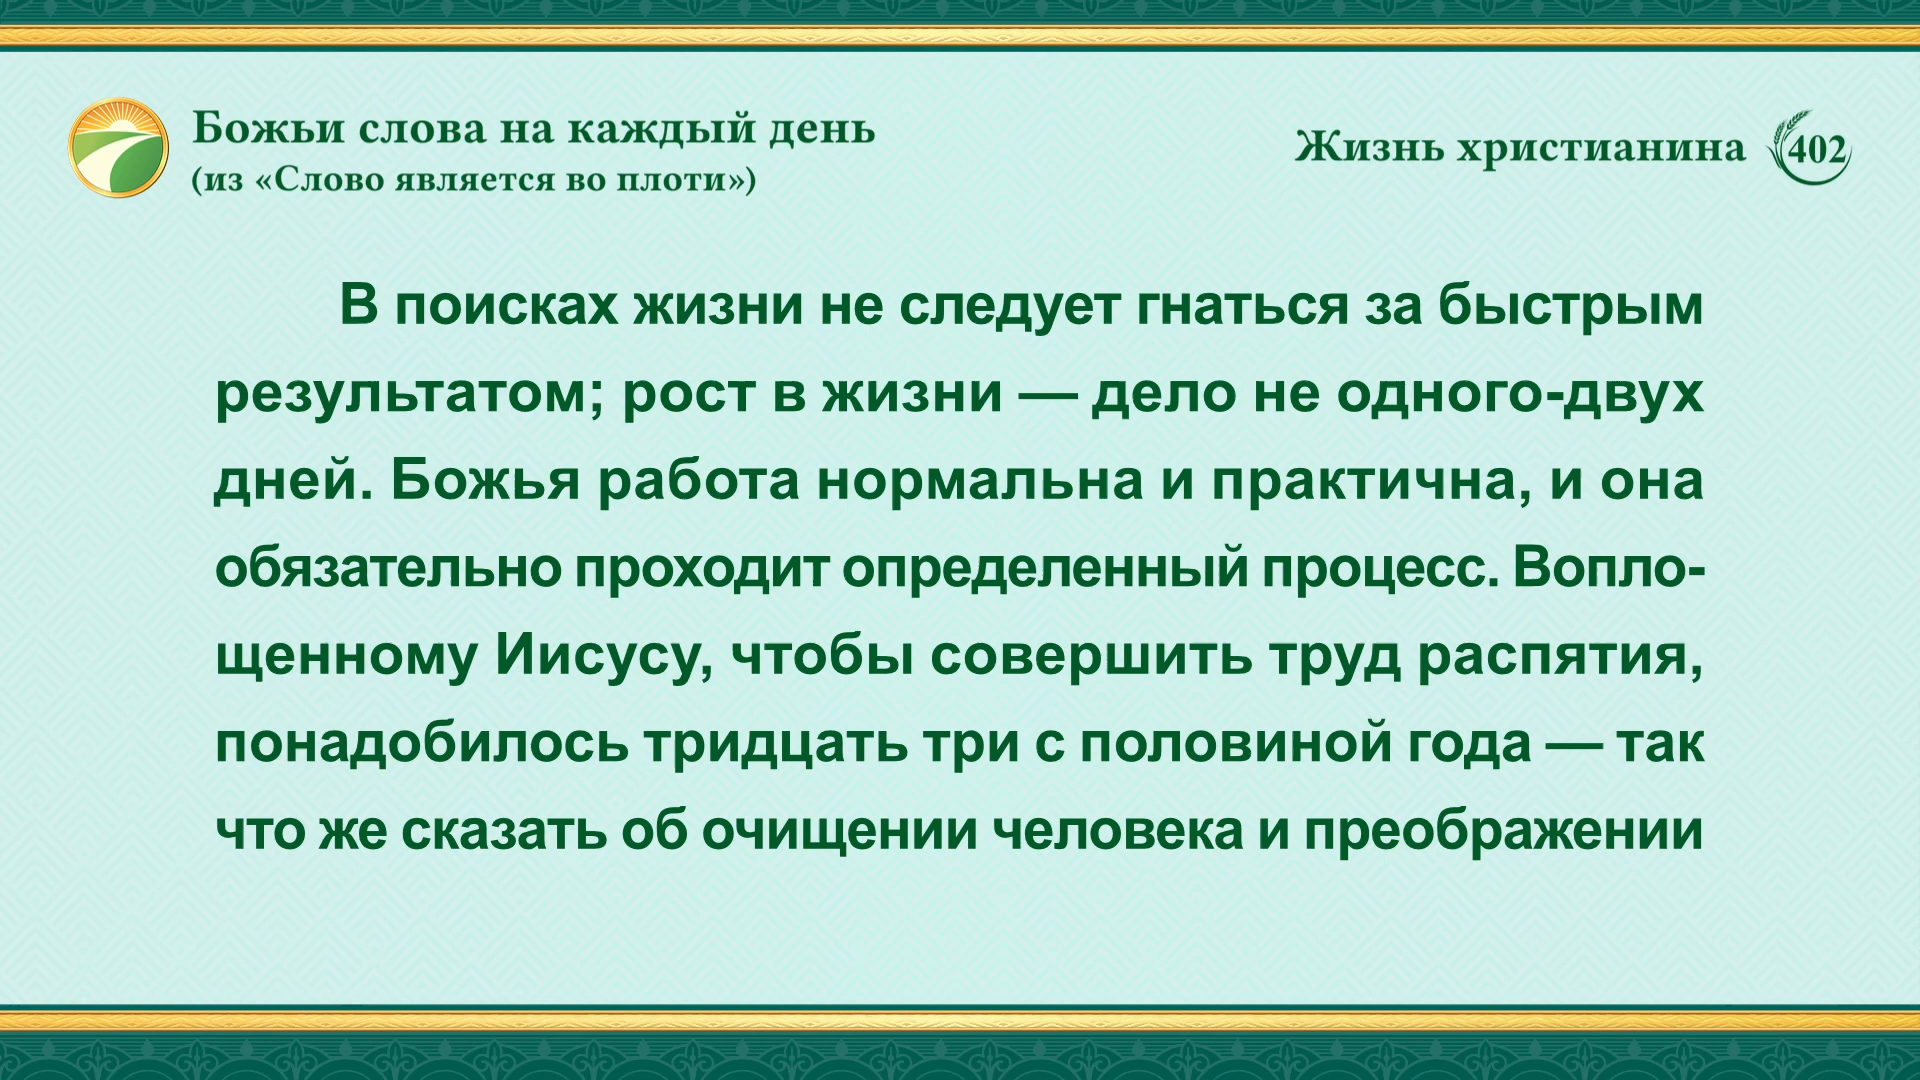 Божьи слова на каждый день
(из «Слово является во плоти»)
Жизнь христианина 402
В поисках жизни не следует гнаться за быстрым
результатом; рост в жизни — дело не одного-двух
дней. Божья работа нормальна и практична, и она
обязательно проходит определенный процесс. Вопло-
щенному Иисусу, чтобы совершить труд распятия,
понадобилось тридцать три с половиной года — так
что же сказать об очищении человека и преображении